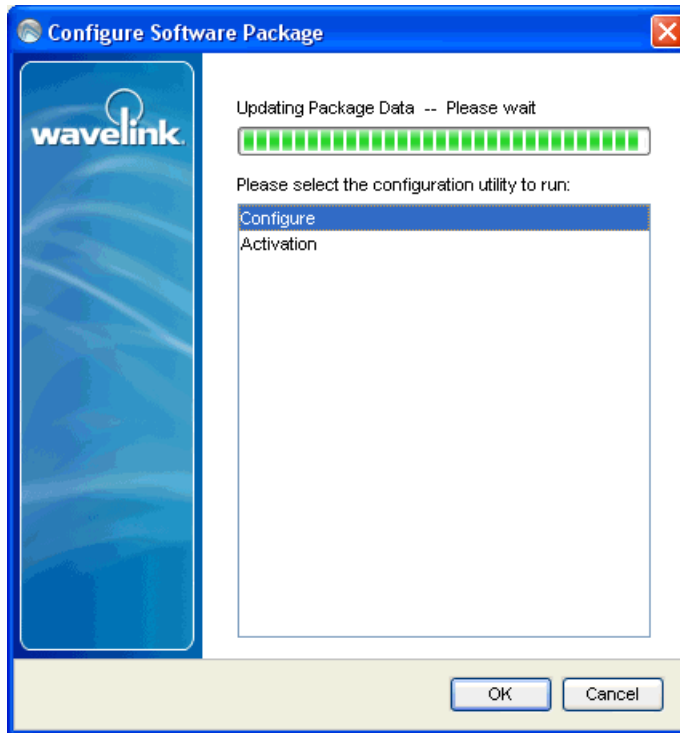 Configure Software Package
wavelink.
Updating Package Data -- Please wait
Please select the configuration utility to run:
Configure
Activation
OK
Cancel